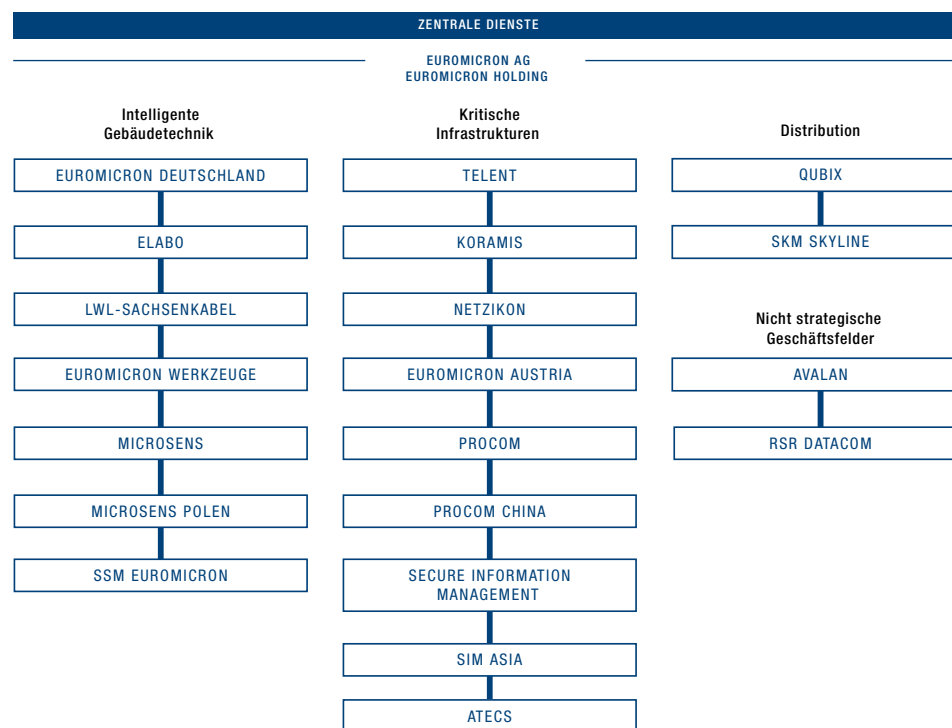 ZENTRALE DIENSTE
EUROMICRON AG
EUROMICRON HOLDING
Intelligente
Gebäudetechnik
EUROMICRON DEUTSCHLAND
ELABO
LWL-SACHSENKABEL
EUROMICRON WERKZEUGE
MICROSENS
MICROSENS POLEN
SSM EUROMICRON
Kritische
Infrastrukturen
TELENT
KORAMIS
NETZIKON
EUROMICRON AUSTRIA
PROCOM
PROCOM CHINA
SECURE INFORMATION
MANAGEMENT
SIM ASIA
ATECS
Distribution
QUBIX
SKM SKYLINE
Nicht strategische
Geschäftsfelder
AVALAN
RSR DATACOM